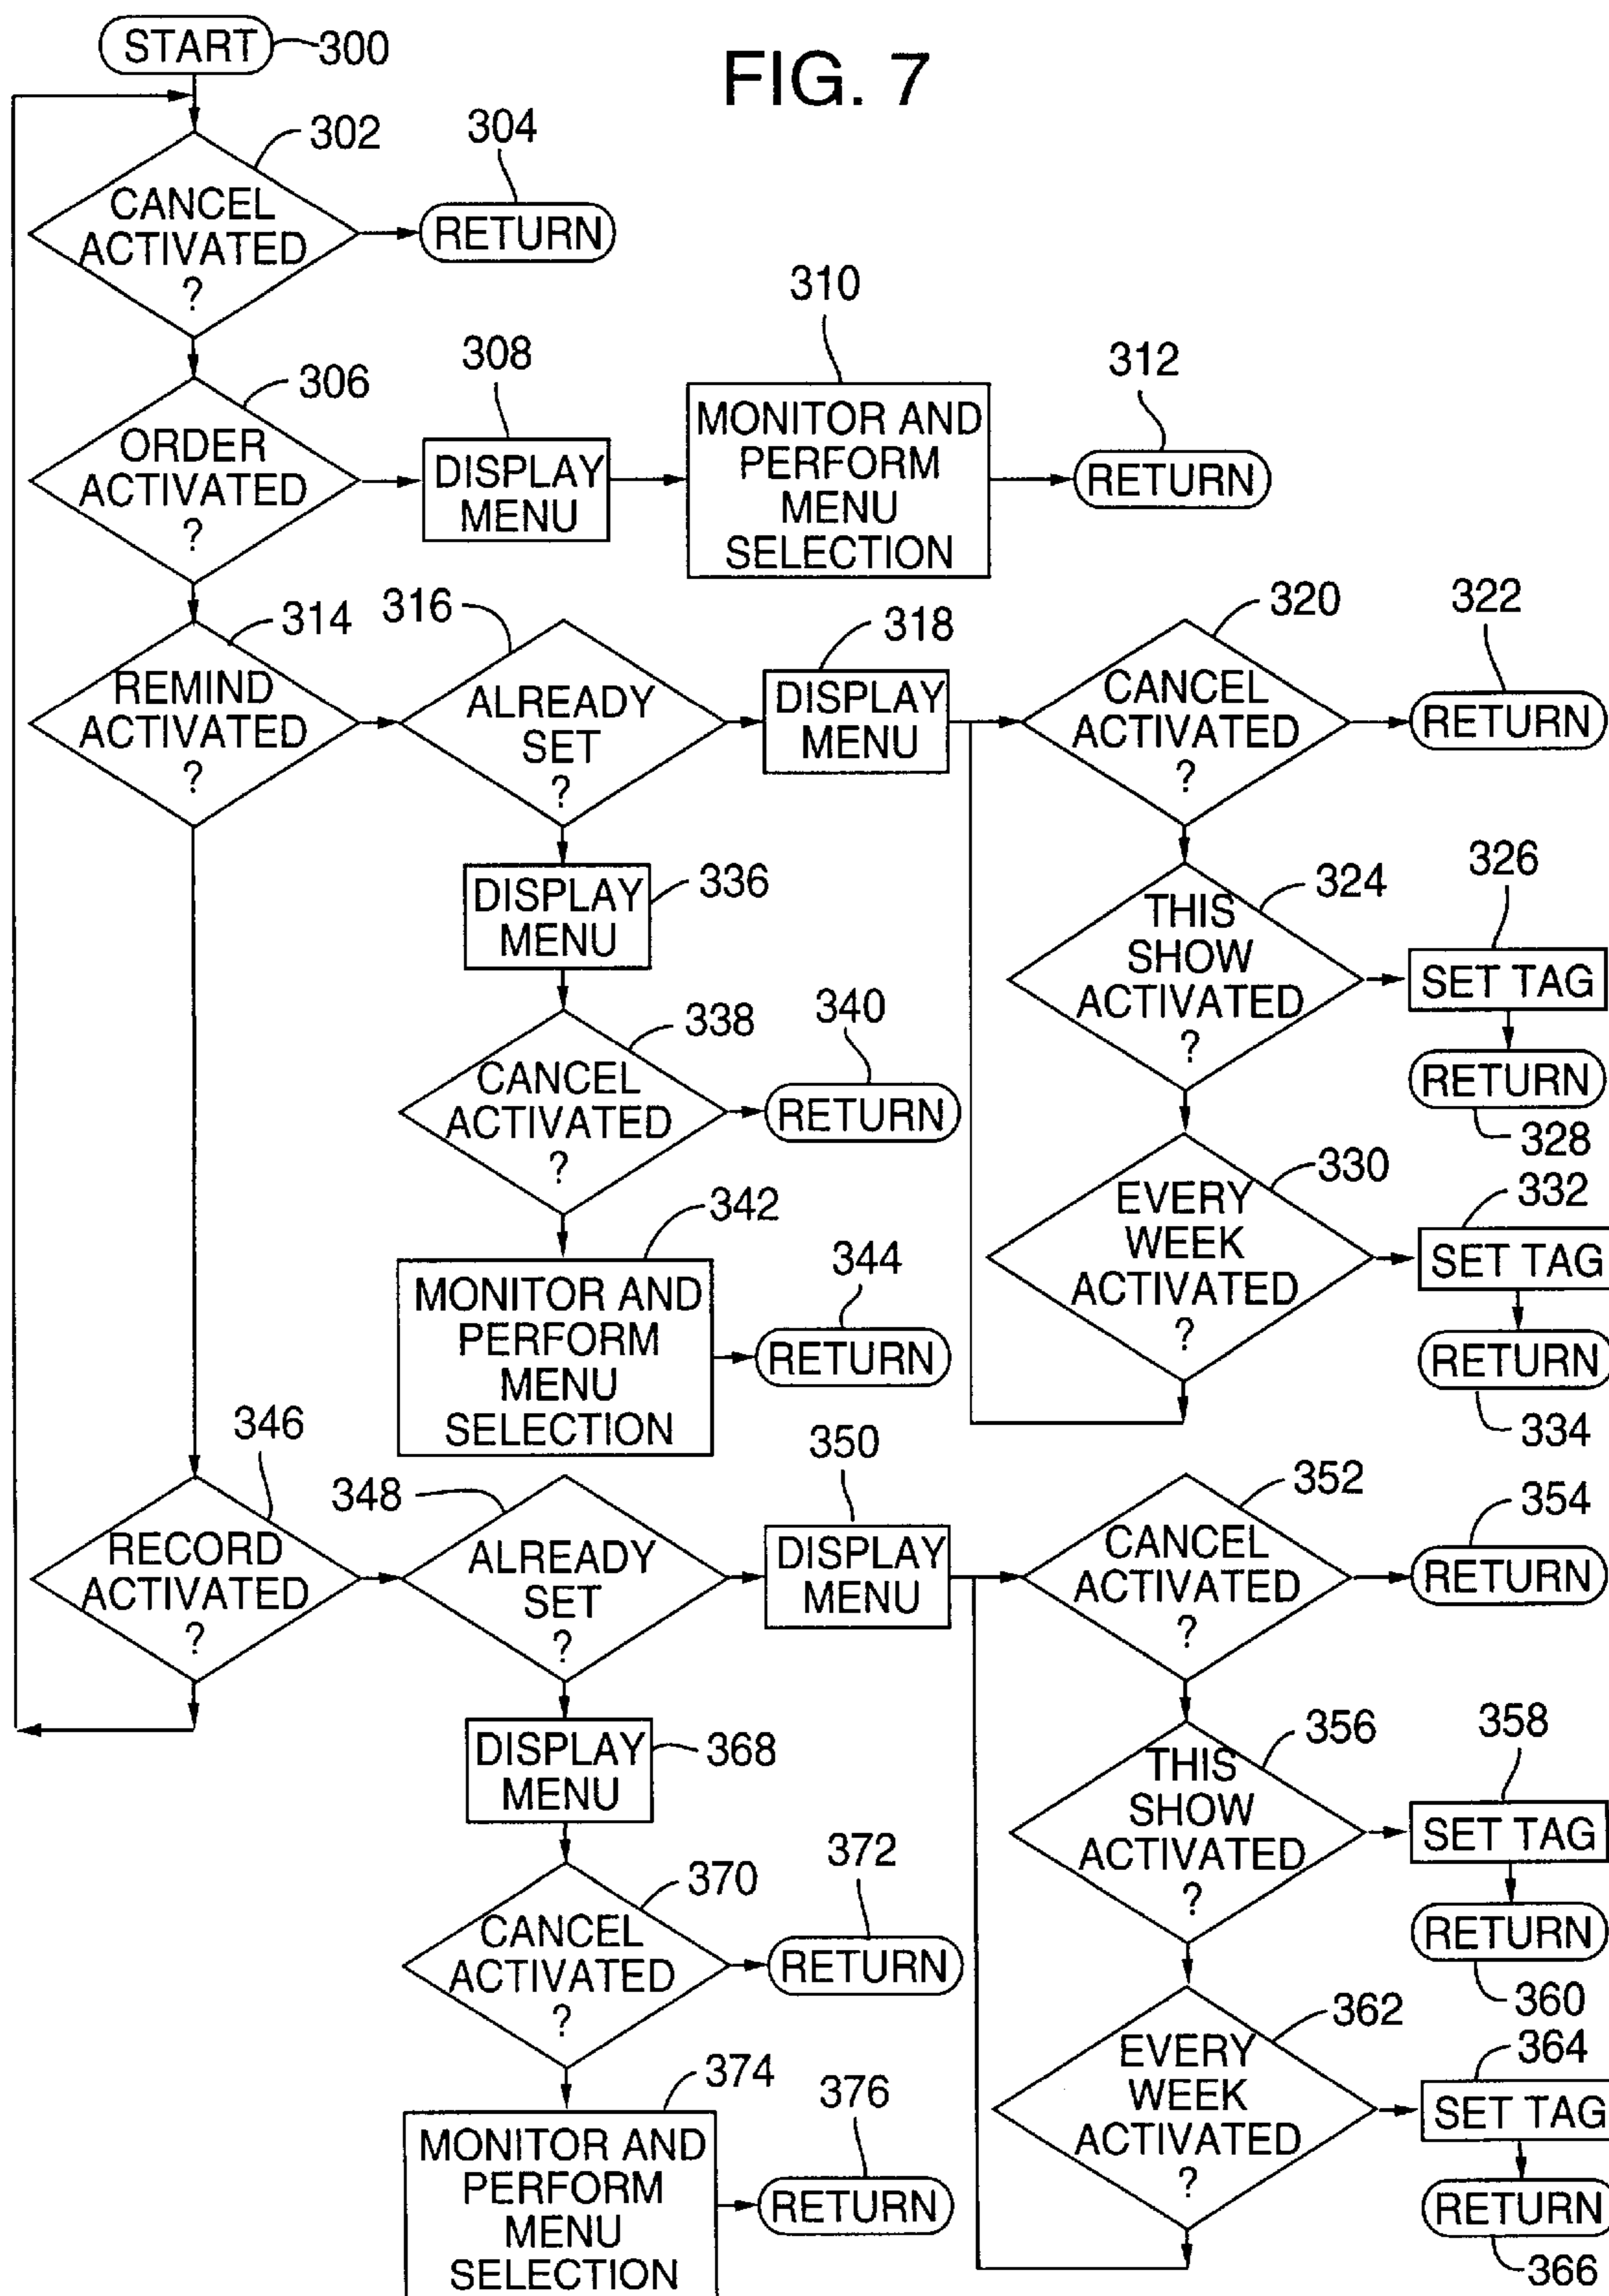 FIG. 7
START
300
302
CANCEL
ACTIVATED
?
304
RETURN
306
ORDER
ACTIVATED
?
308
DISPLAY
MENU
310
MONITOR AND
PERFORM
MENU
SELECTION
312
RETURN
314
REMIND
ACTIVATED
?
316
ALREADY
SET
?
318
DISPLAY
MENU
320
CANCEL
ACTIVATED
?
322
RETURN
324
THIS
SHOW
ACTIVATED
?
326
SET TAG
RETURN
328
330
EVERY
WEEK
ACTIVATED
?
332
SET TAG
RETURN
334
DISPLAY
MENU
336
338
CANCEL
ACTIVATED
?
340
RETURN
342
MONITOR AND
PERFORM
MENU
SELECTION
344
RETURN
346
RECORD
ACTIVATED
?
348
ALREADY
SET
?
350
DISPLAY
MENU
352
CANCEL
ACTIVATED
?
354
RETURN
356
THIS
SHOW
ACTIVATED
?
358
SET TAG
RETURN
360
362
EVERY
WEEK
ACTIVATED
?
364
SET TAG
RETURN
366
DISPLAY
MENU
368
370
CANCEL
ACTIVATED
?
372
RETURN
374
MONITOR AND
PERFORM
MENU
SELECTION
376
RETURN